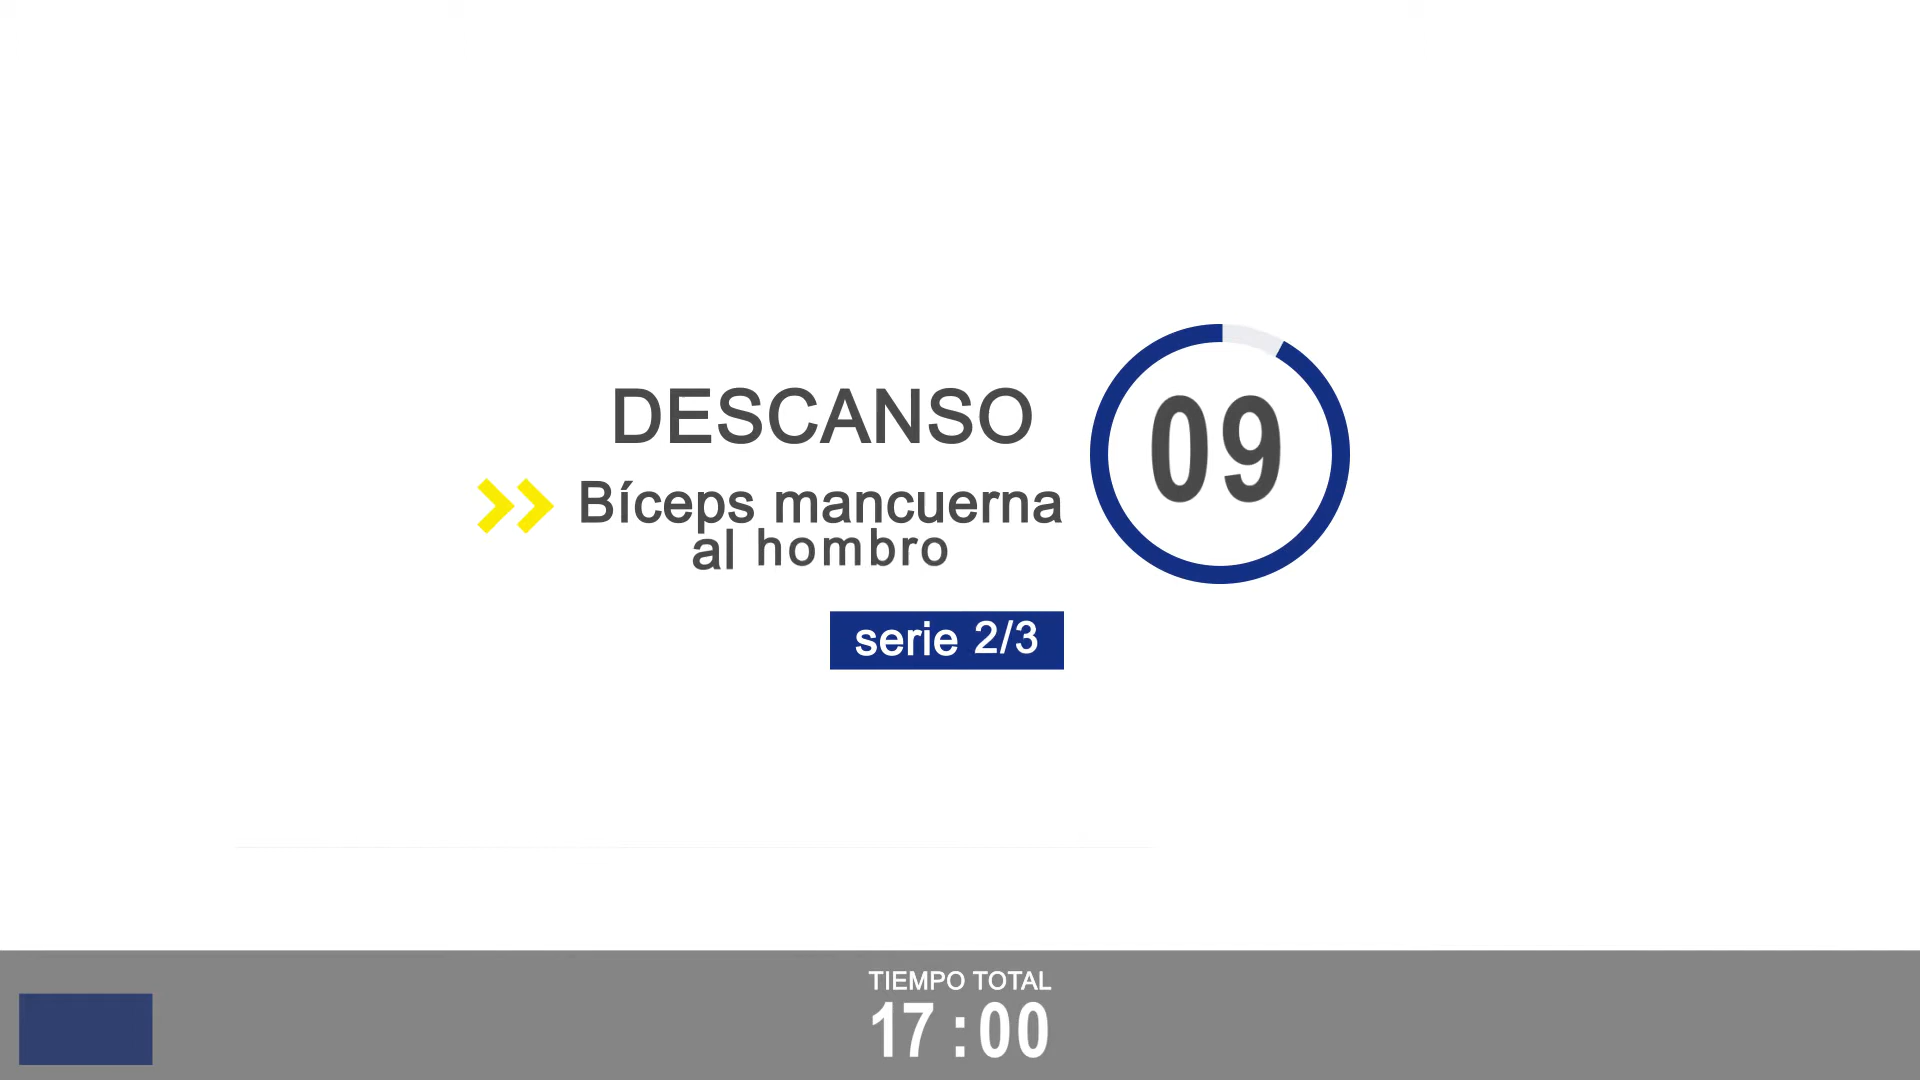 DESCANSO
Bíceps mancuerna
al hombro
09
serie 2/3
TIEMPO TOTAL
17:00